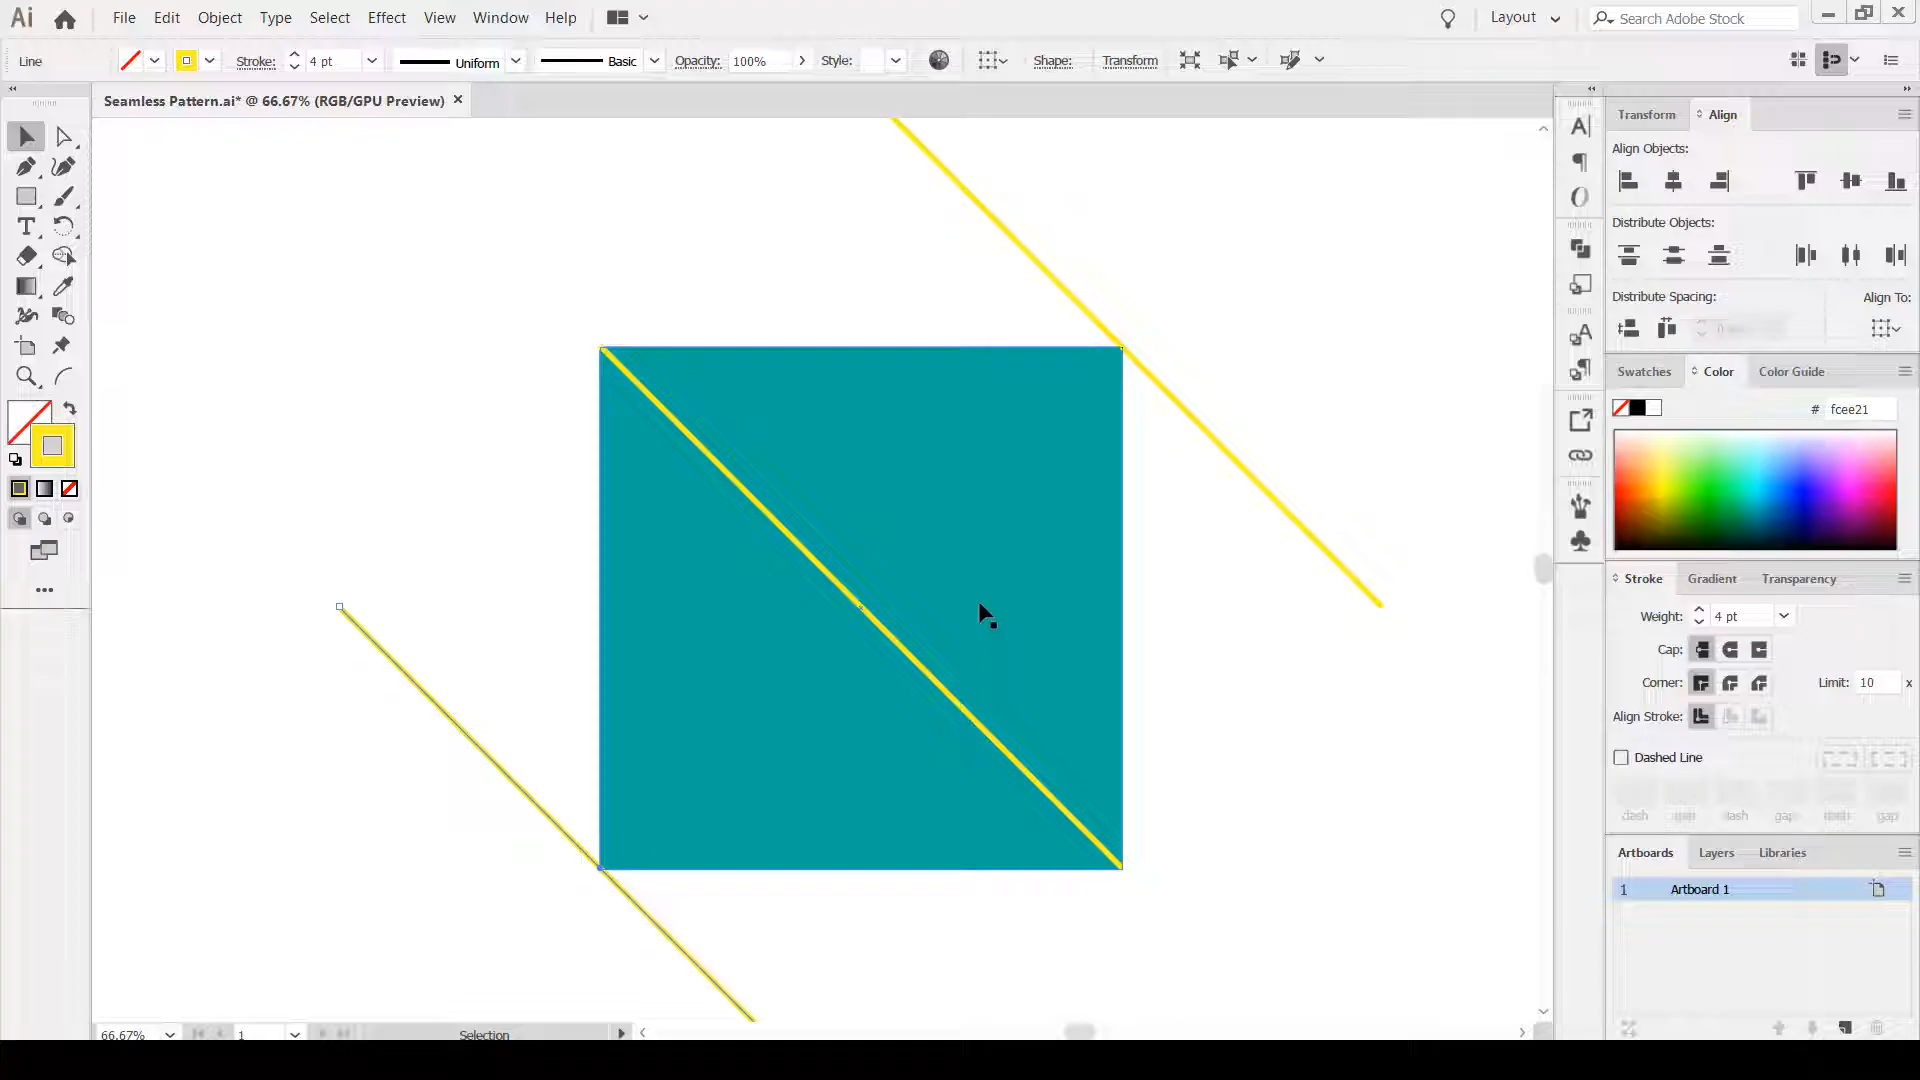 Ai File Edit Object Type Select Effect View Window Help Layout Search Adobe Stock
Line Stroke: 4 pt Uniform Basic Opacity: 100% Style: Shape: Transform
Seamless Pattern.ai* @ 66.67% (RGB/GPU Preview)
Transform Align
Align Objects:
Distribute Objects:
Distribute Spacing: Align To:
Swatches Color Color Guide
# fcee21
Stroke Gradient Transparency
Weight: 4 pt
Cap:
Corner: Limit: 10 x
Align Stroke:
Dashed Line
dash gap dash gap dash gap
Artboards Layers Libraries
1 Artboard 1
66.67% 1 Selection